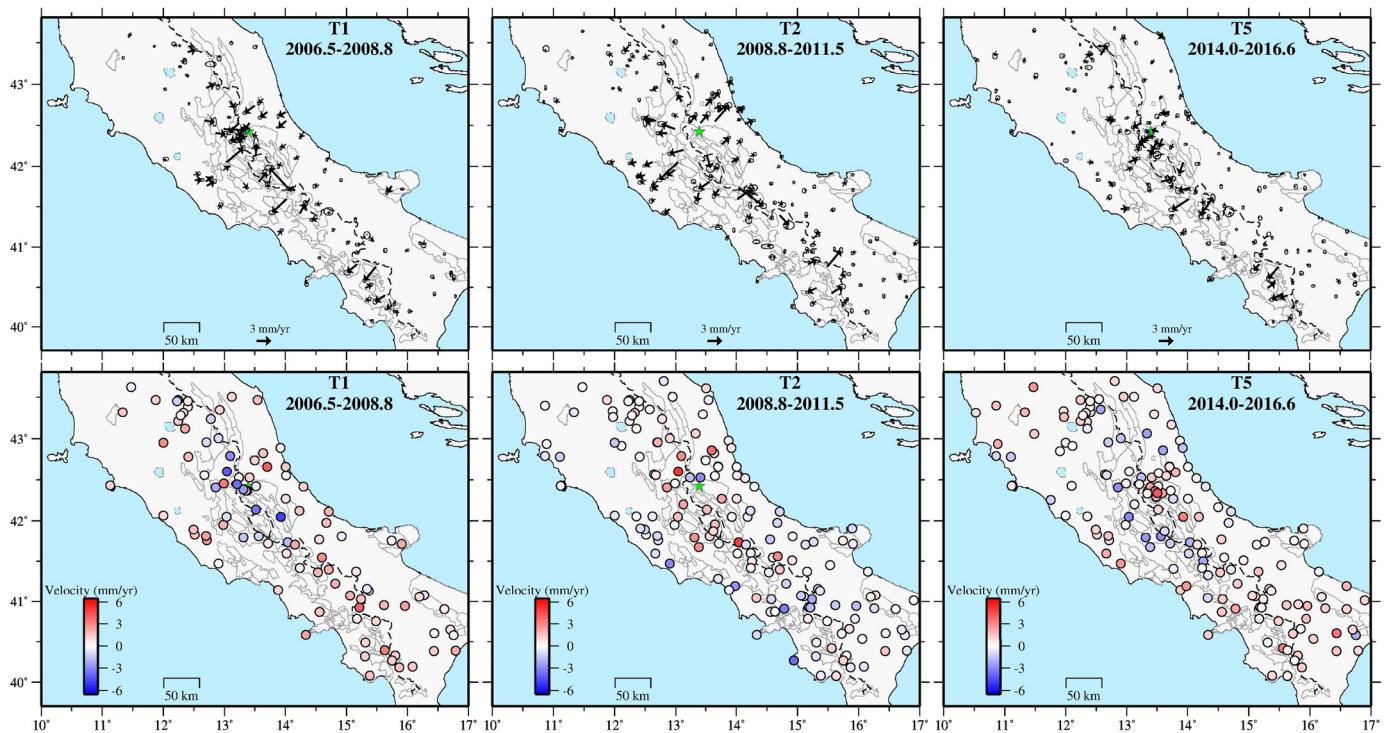 T1
2006.5-2008.8
T2
2008.8-2011.5
T5
2014.0-2016.6
43°
42°
41°
40°
50 km
3 mm/yr
50 km
3 mm/yr
50 km
3 mm/yr
T1
2006.5-2008.8
T2
2008.8-2011.5
T5
2014.0-2016.6
43°
42°
41°
40°
Velocity (mm/yr)
6
3
0
-3
-6
50 km
Velocity (mm/yr)
6
3
0
-3
-6
50 km
Velocity (mm/yr)
6
3
0
-3
-6
50 km
10° 11° 12° 13° 14° 15° 16° 17°
10° 11° 12° 13° 14° 15° 16° 17°
10° 11° 12° 13° 14° 15° 16° 17°